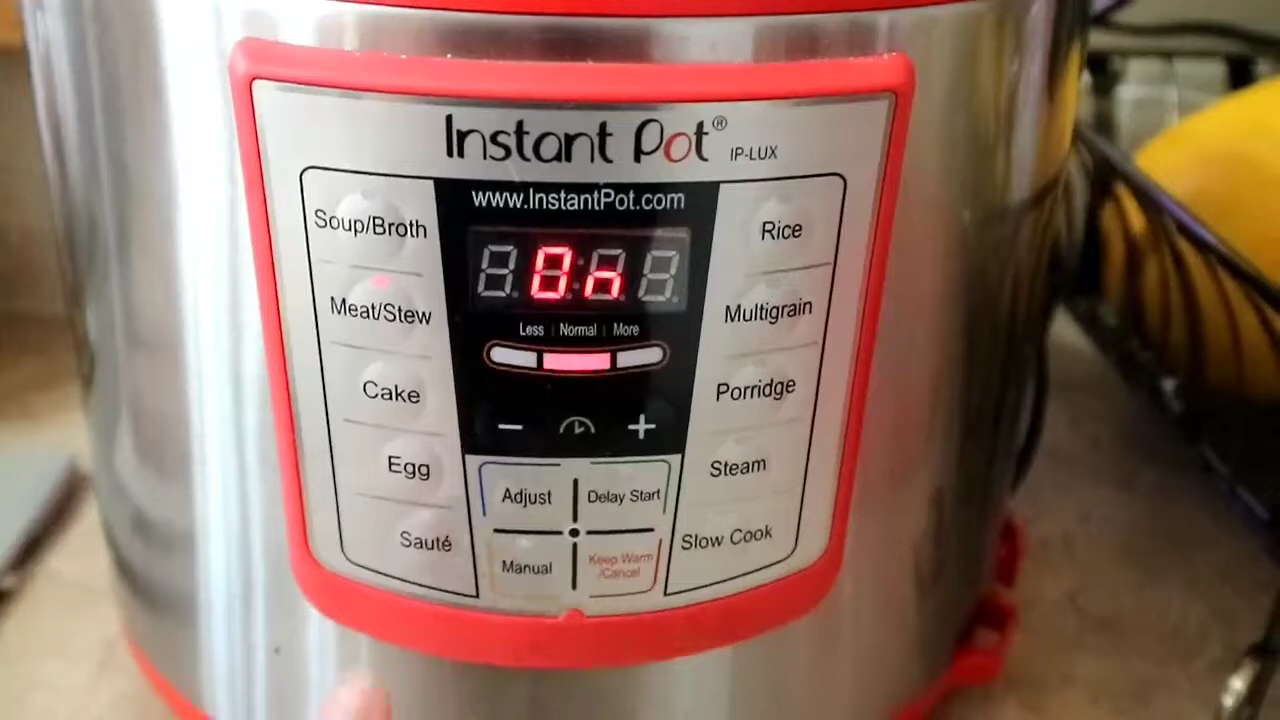 Instant Pot® IP-LUX
www.InstantPot.com
On
Less | Normal | More
Soup/Broth
Meat/Stew
Cake
Egg
Sauté
Rice
Multigrain
Porridge
Steam
Slow Cook
− +
Adjust
Delay Start
Manual
Keep Warm
/Cancel